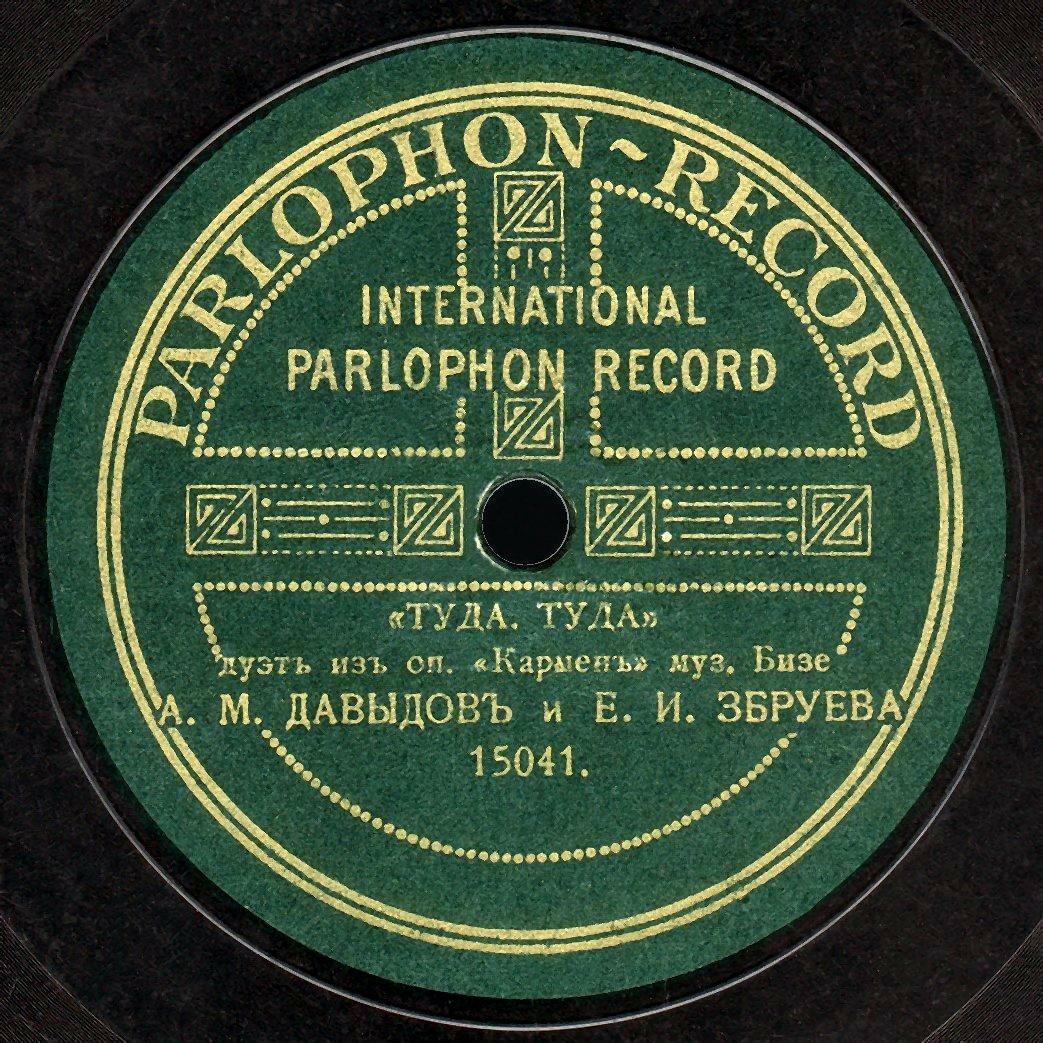 PARLOPHON~RECORD
INTERNATIONAL
PARLOPHON RECORD
«ТУДА. ТУДА»
дуэтъ изъ оп. «Карменъ» муз. Бизе
А. М. ДАВЫДОВЪ и Е. И. ЗБРУЕВА
15041.